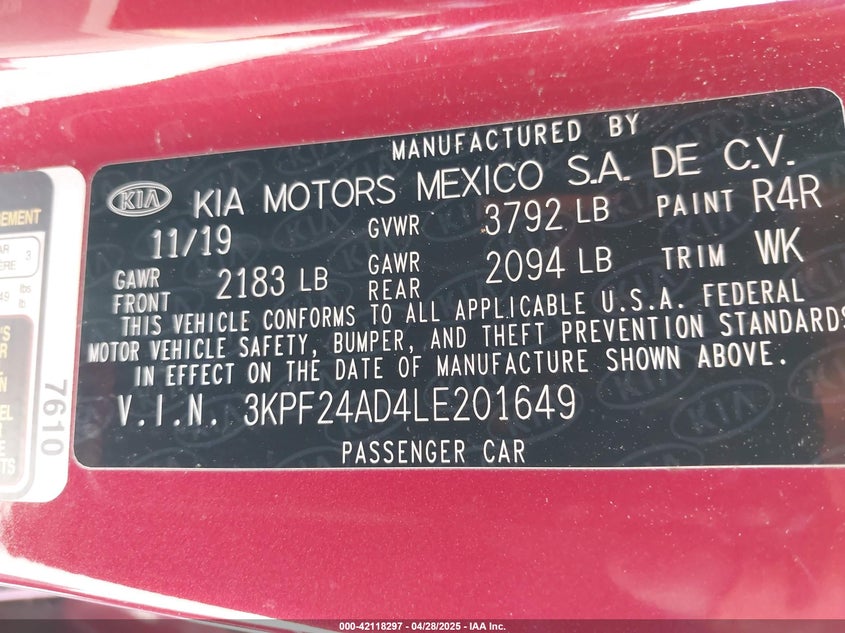 MANUFACTURED BY
KIA KIA MOTORS MEXICO S.A. DE C.V.
11/19 GVWR 3792 LB PAINT R4R
GAWR FRONT 2183 LB GAWR REAR 2094 LB TRIM WK
THIS VEHICLE CONFORMS TO ALL APPLICABLE U.S.A. FEDERAL
MOTOR VEHICLE SAFETY, BUMPER, AND THEFT PREVENTION STANDARDS
IN EFFECT ON THE DATE OF MANUFACTURE SHOWN ABOVE.
V.I.N. 3KPF24AD4LE201649
PASSENGER CAR
7610
000-42118297 - 04/28/2025 - IAA Inc.